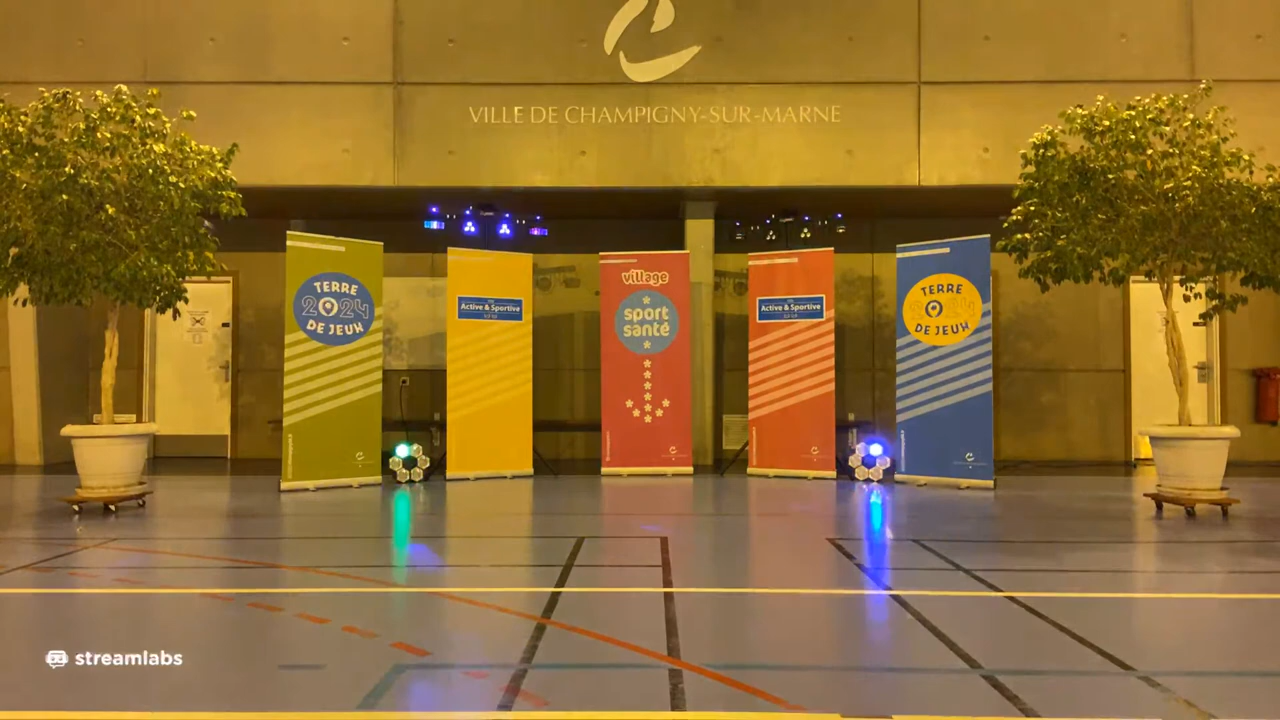 VILLE DE CHAMPIGNY-SUR-MARNE
TERRE
2024
DE JEUX
Active & Sportive
village
sport
santé
Active & Sportive
TERRE
2024
DE JEUX
streamlabs